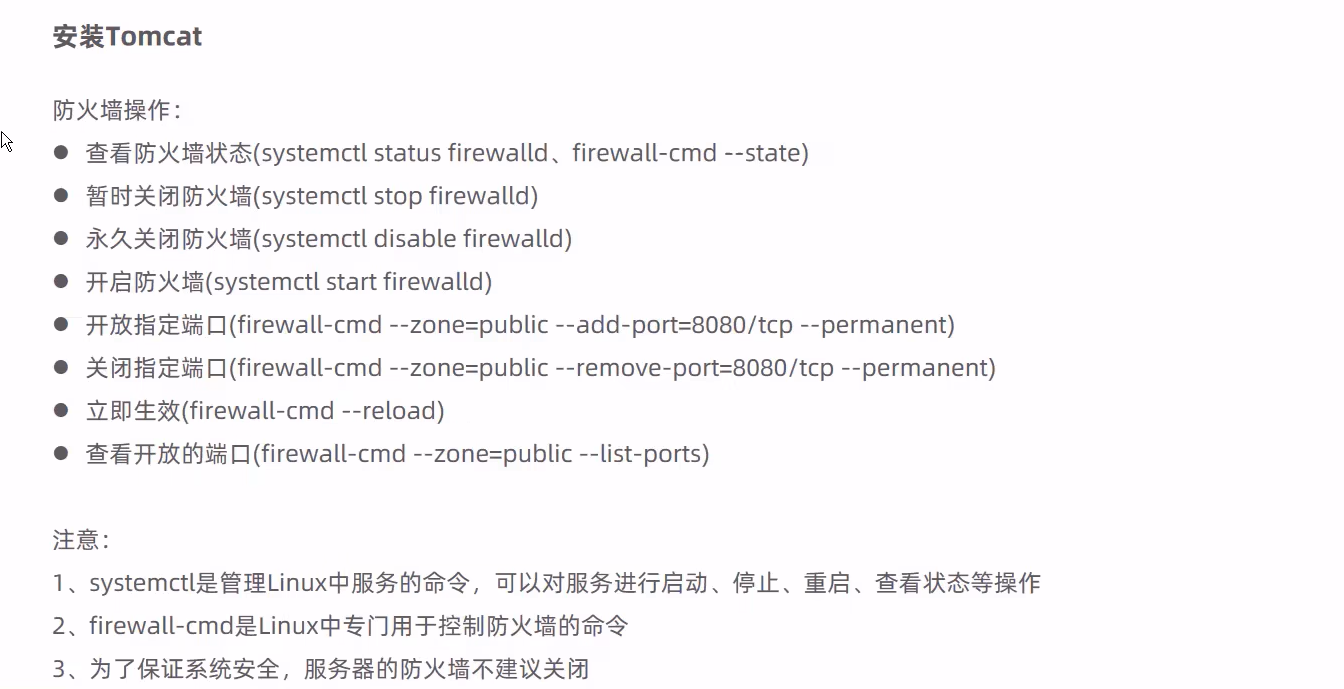 安装Tomcat
防火墙操作：
● 查看防火墙状态(systemctl status firewalld、firewall-cmd --state)
● 暂时关闭防火墙(systemctl stop firewalld)
● 永久关闭防火墙(systemctl disable firewalld)
● 开启防火墙(systemctl start firewalld)
● 开放指定端口(firewall-cmd --zone=public --add-port=8080/tcp --permanent)
● 关闭指定端口(firewall-cmd --zone=public --remove-port=8080/tcp --permanent)
● 立即生效(firewall-cmd --reload)
● 查看开放的端口(firewall-cmd --zone=public --list-ports)
注意：
1、systemctl是管理Linux中服务的命令，可以对服务进行启动、停止、重启、查看状态等操作
2、firewall-cmd是Linux中专门用于控制防火墙的命令
3、为了保证系统安全，服务器的防火墙不建议关闭